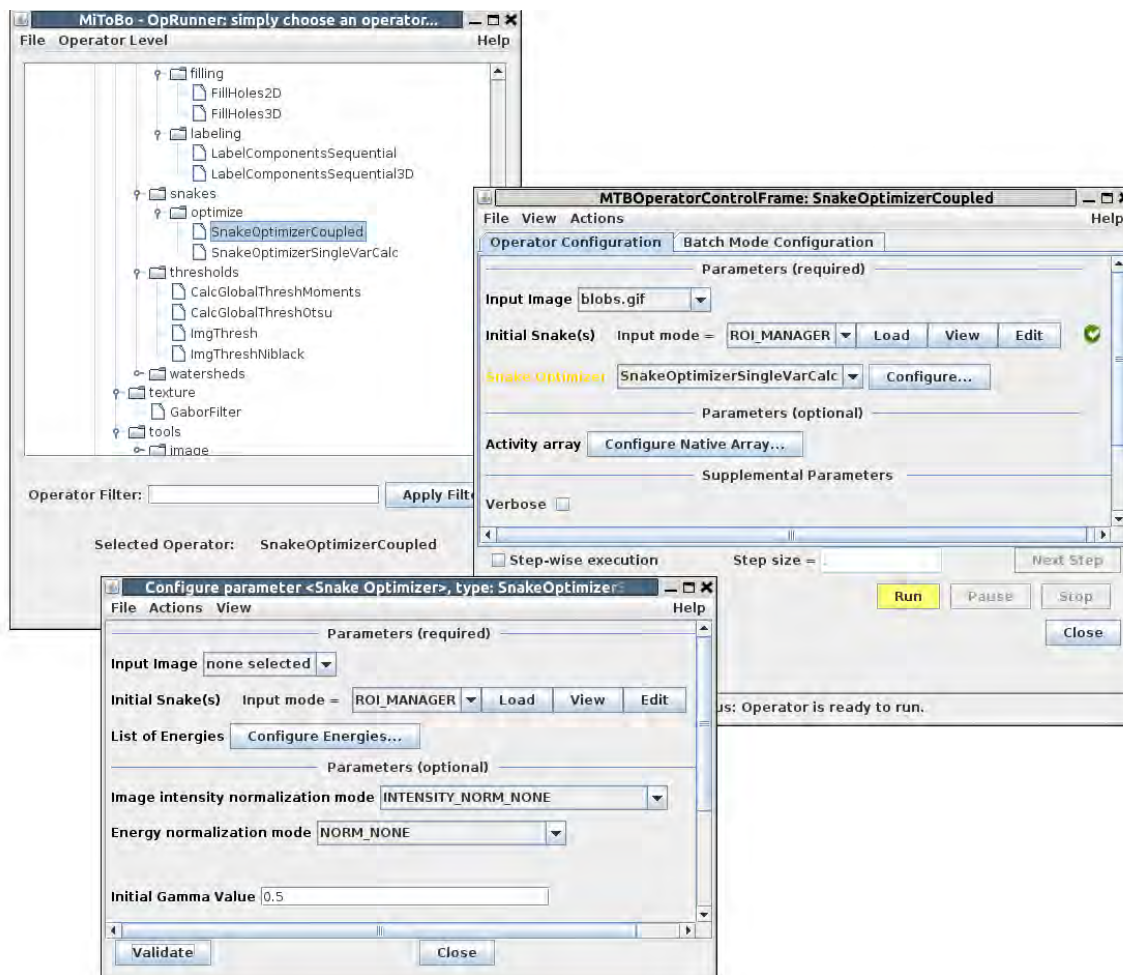 MiToBo - OpRunner: simply choose an operator...
File Operator Level Help
filling
FillHoles2D
FillHoles3D
labeling
LabelComponentsSequential
LabelComponentsSequential3D
snakes
optimize
SnakeOptimizerCoupled
SnakeOptimizerSingleVarCalc
thresholds
CalcGlobalThreshMoments
CalcGlobalThreshOtsu
ImgThresh
ImgThreshNiblack
watersheds
texture
GaborFilter
tools
image
Operator Filter: Apply Filte
Selected Operator: SnakeOptimizerCoupled
MTBOperatorControlFrame: SnakeOptimizerCoupled
File View Actions Help
Operator Configuration Batch Mode Configuration
Parameters (required)
Input Image blobs.gif
Initial Snake(s) Input mode = ROI_MANAGER Load View Edit
Snake Optimizer SnakeOptimizerSingleVarCalc Configure...
Parameters (optional)
Activity array Configure Native Array...
Supplemental Parameters
Verbose
Step-wise execution Step size = Next Step
Run Pause Stop
Close
us: Operator is ready to run.
Configure parameter <Snake Optimizer>, type: SnakeOptimizerS
File Actions View Help
Parameters (required)
Input Image none selected
Initial Snake(s) Input mode = ROI_MANAGER Load View Edit
List of Energies Configure Energies...
Parameters (optional)
Image intensity normalization mode INTENSITY_NORM_NONE
Energy normalization mode NORM_NONE
Initial Gamma Value 0.5
Validate Close